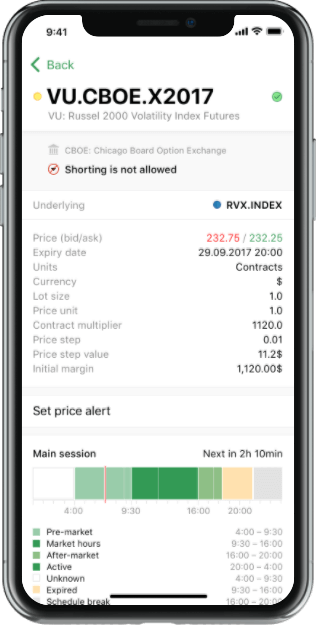 9:41
Back
VU.CBOE.X2017
VU: Russel 2000 Volatility Index Futures
CBOE: Chicago Board Option Exchange
Shorting is not allowed
Underlying RVX.INDEX
Price (bid/ask) 232.75 / 232.25
Expiry date 29.09.2017 20:00
Units Contracts
Currency $
Lot size 1.0
Price unit 1.0
Contract multiplier 1120.0
Price step 0.01
Price step value 11.2$
Initial margin 1,120.00$
Set price alert
Main session Next in 2h 10min
4:00 9:30 16:00 20:00
Pre-market 4:00 – 9:30
Market hours 9:30 – 16:00
After-market 16:00 – 20:00
Active 20:00 – 4:00
Unknown 4:00 – 9:30
Expired 9:30 – 16:00
Schedule break 16:00 – 20:00